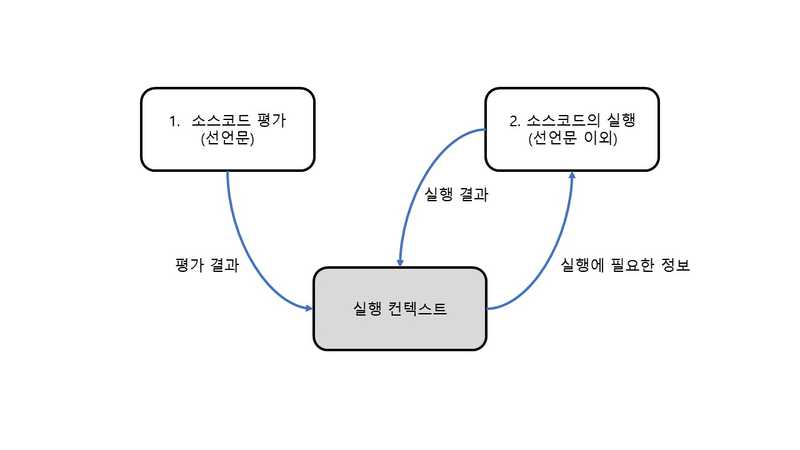 1. 소스코드 평가
(선언문)
2. 소스코드의 실행
(선언문 이외)
실행 결과
평가 결과
실행에 필요한 정보
실행 컨텍스트